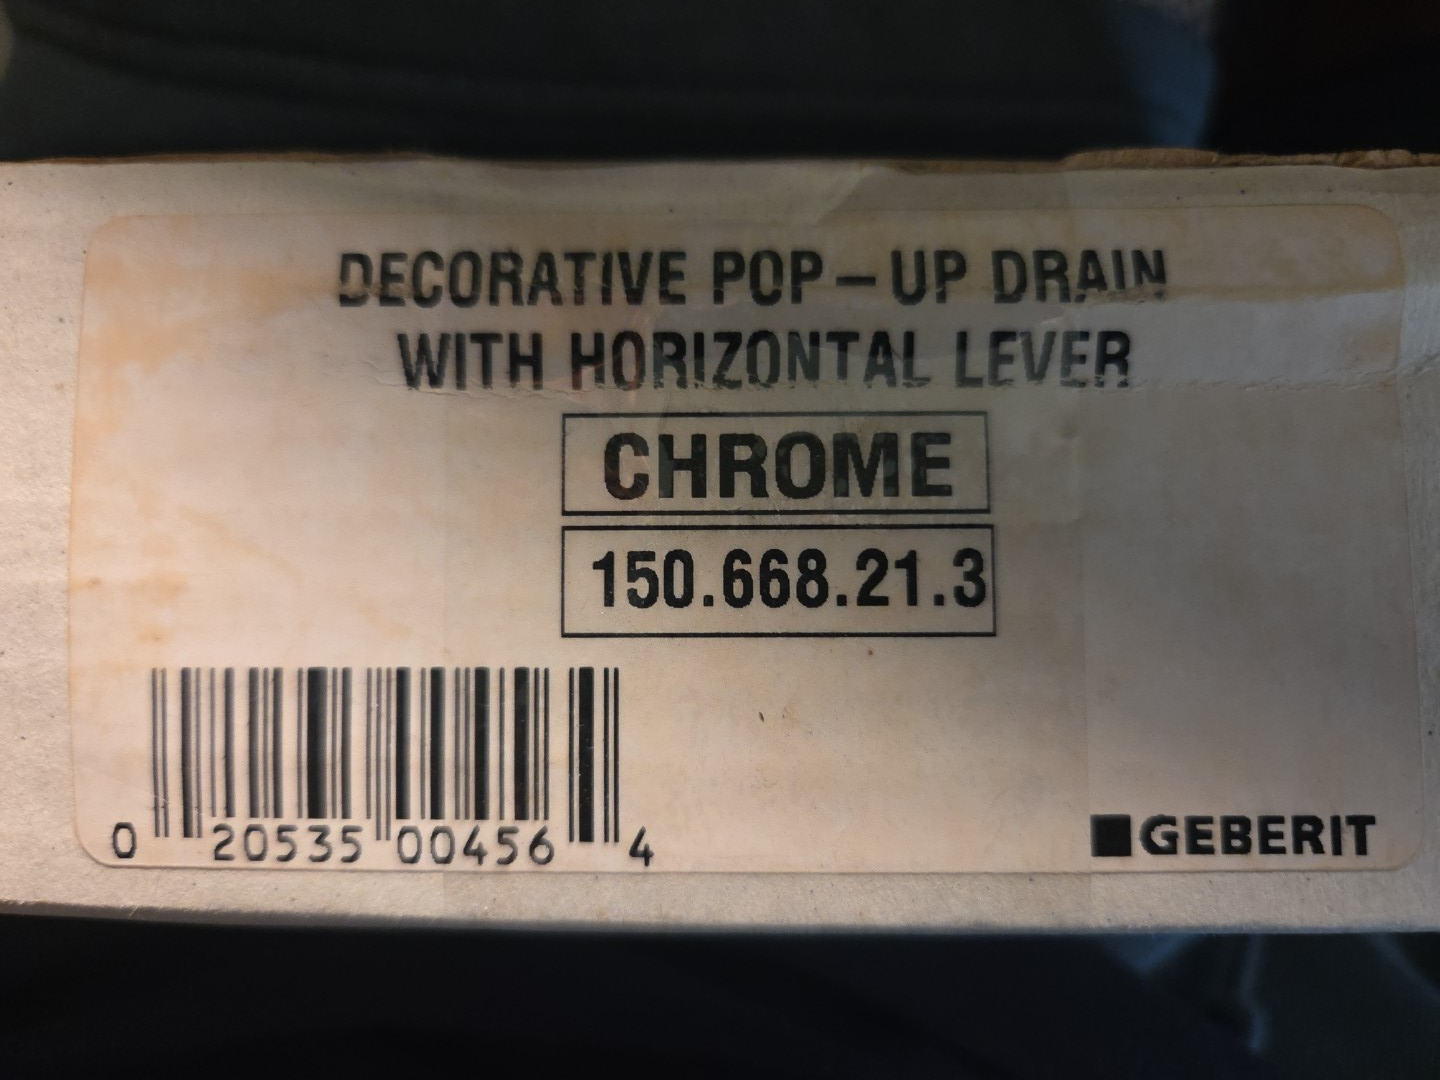 DECORATIVE POP-UP DRAIN
WITH HORIZONTAL LEVER
CHROME
150.668.21.3
0 20535 00456 4
GEBERIT